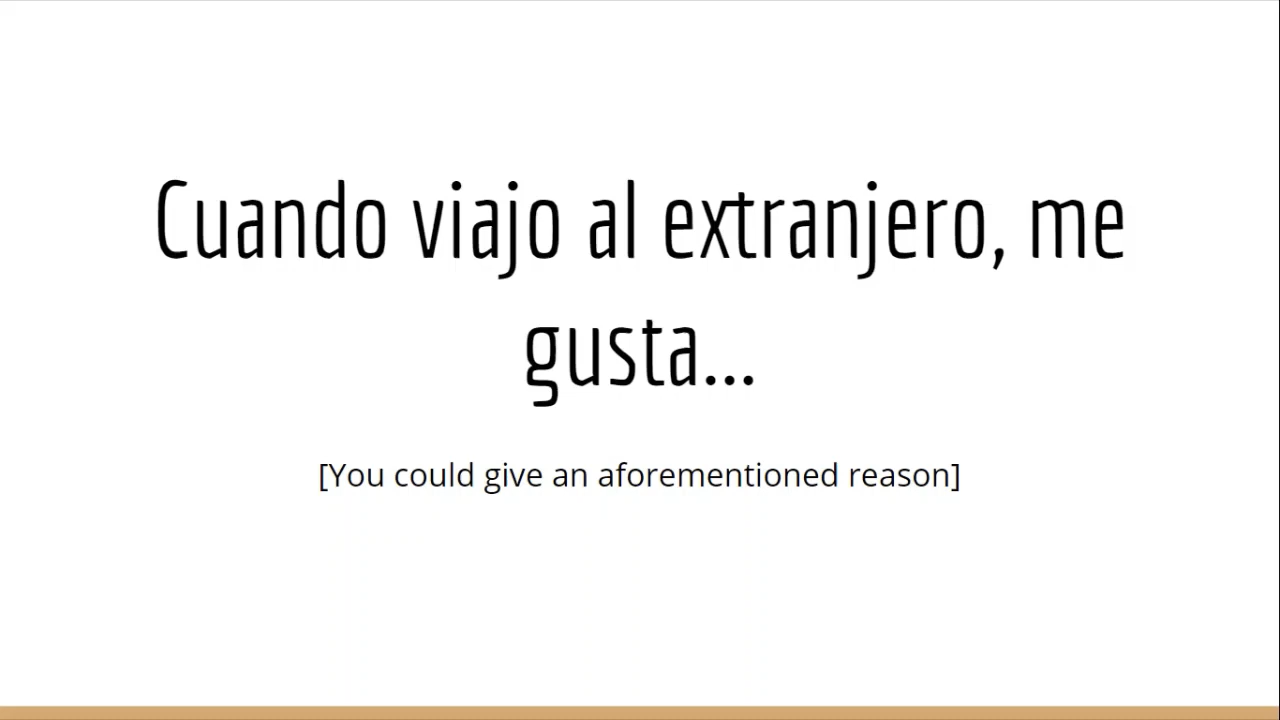 Cuando viajo al extranjero, me
gusta...
[You could give an aforementioned reason]